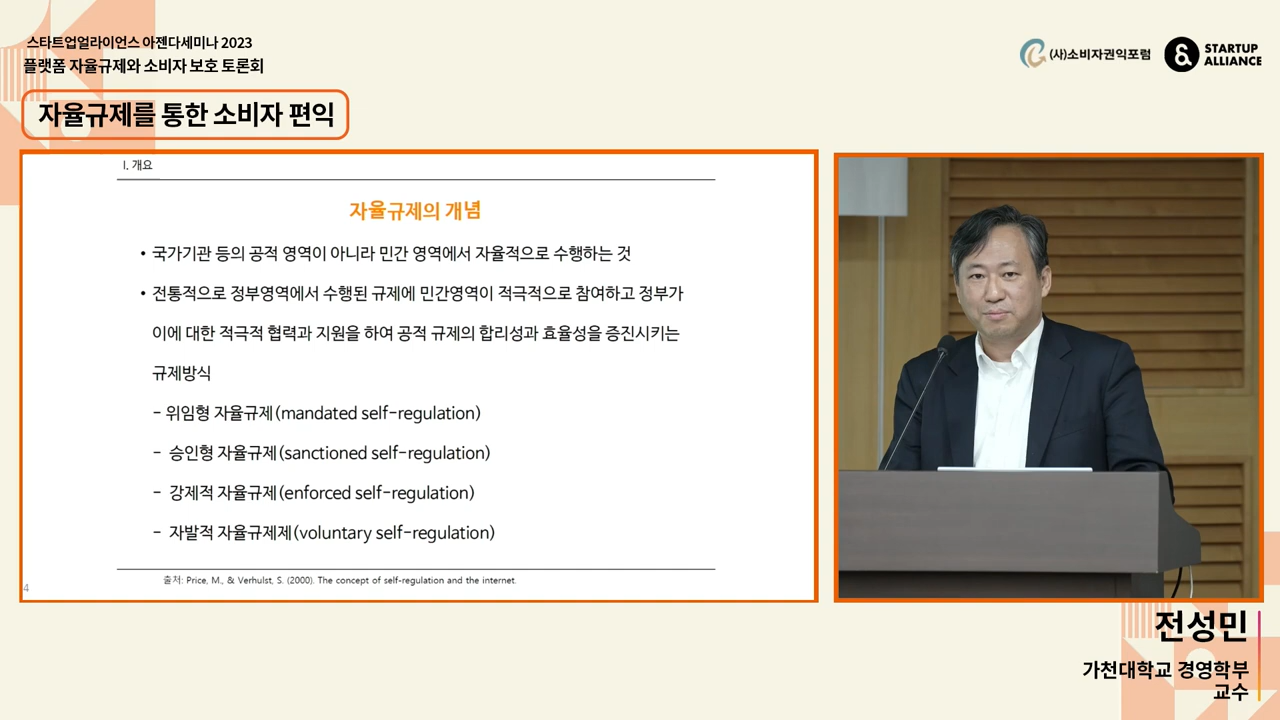 스타트업얼라이언스 아젠다세미나 2023
플랫폼 자율규제와 소비자 보호 토론회
(사)소비자권익포럼
&
STARTUP
ALLIANCE
자율규제를 통한 소비자 편익
I. 개요
자율규제의 개념
• 국가기관 등의 공적 영역이 아니라 민간 영역에서 자율적으로 수행하는 것
• 전통적으로 정부영역에서 수행된 규제에 민간영역이 적극적으로 참여하고 정부가
이에 대한 적극적 협력과 지원을 하여 공적 규제의 합리성과 효율성을 증진시키는
규제방식
- 위임형 자율규제(mandated self-regulation)
- 승인형 자율규제(sanctioned self-regulation)
- 강제적 자율규제(enforced self-regulation)
- 자발적 자율규제제(voluntary self-regulation)
출처: Price, M., & Verhulst, S. (2000). The concept of self-regulation and the internet.
4
전성민
가천대학교 경영학부
교수